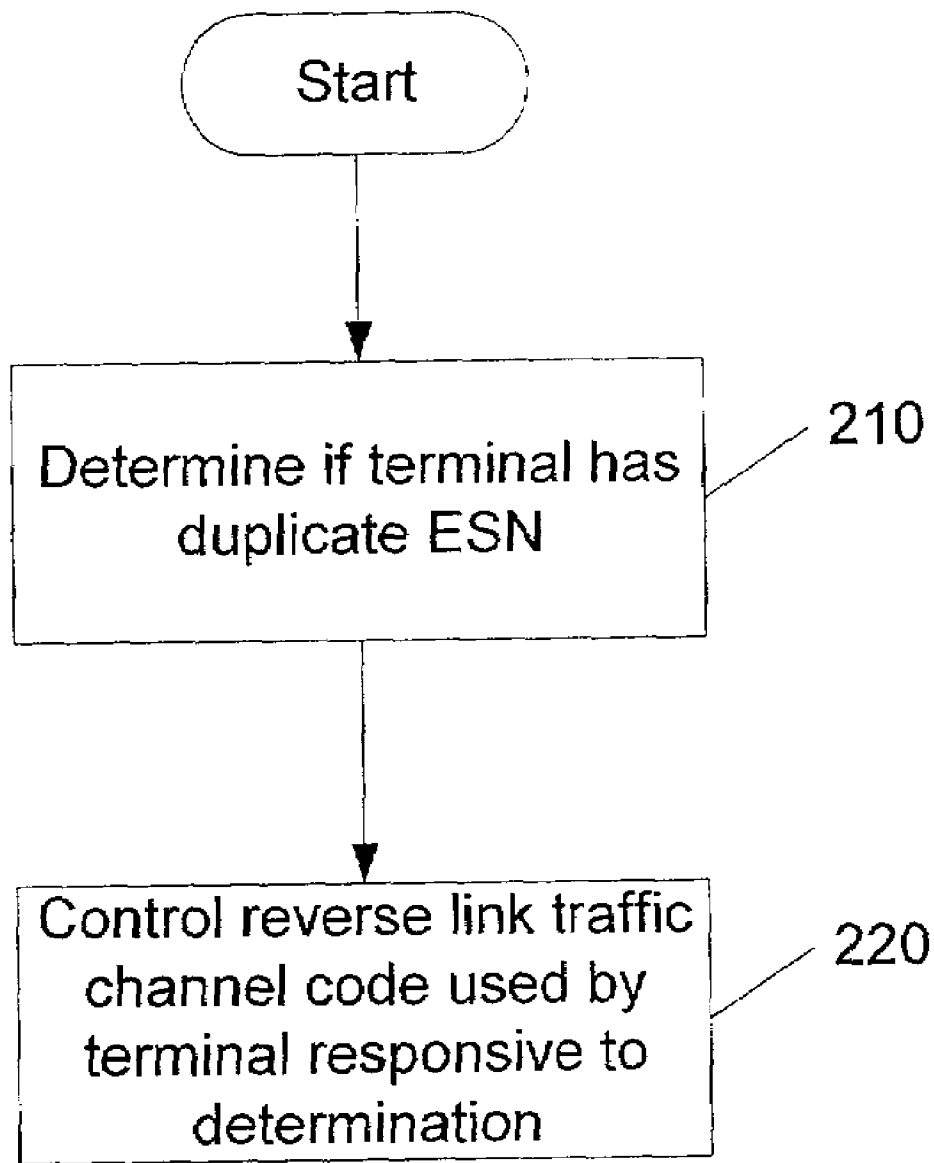 Start
Determine if terminal has
duplicate ESN
210
Control reverse link traffic
channel code used by
terminal responsive to
determination
220